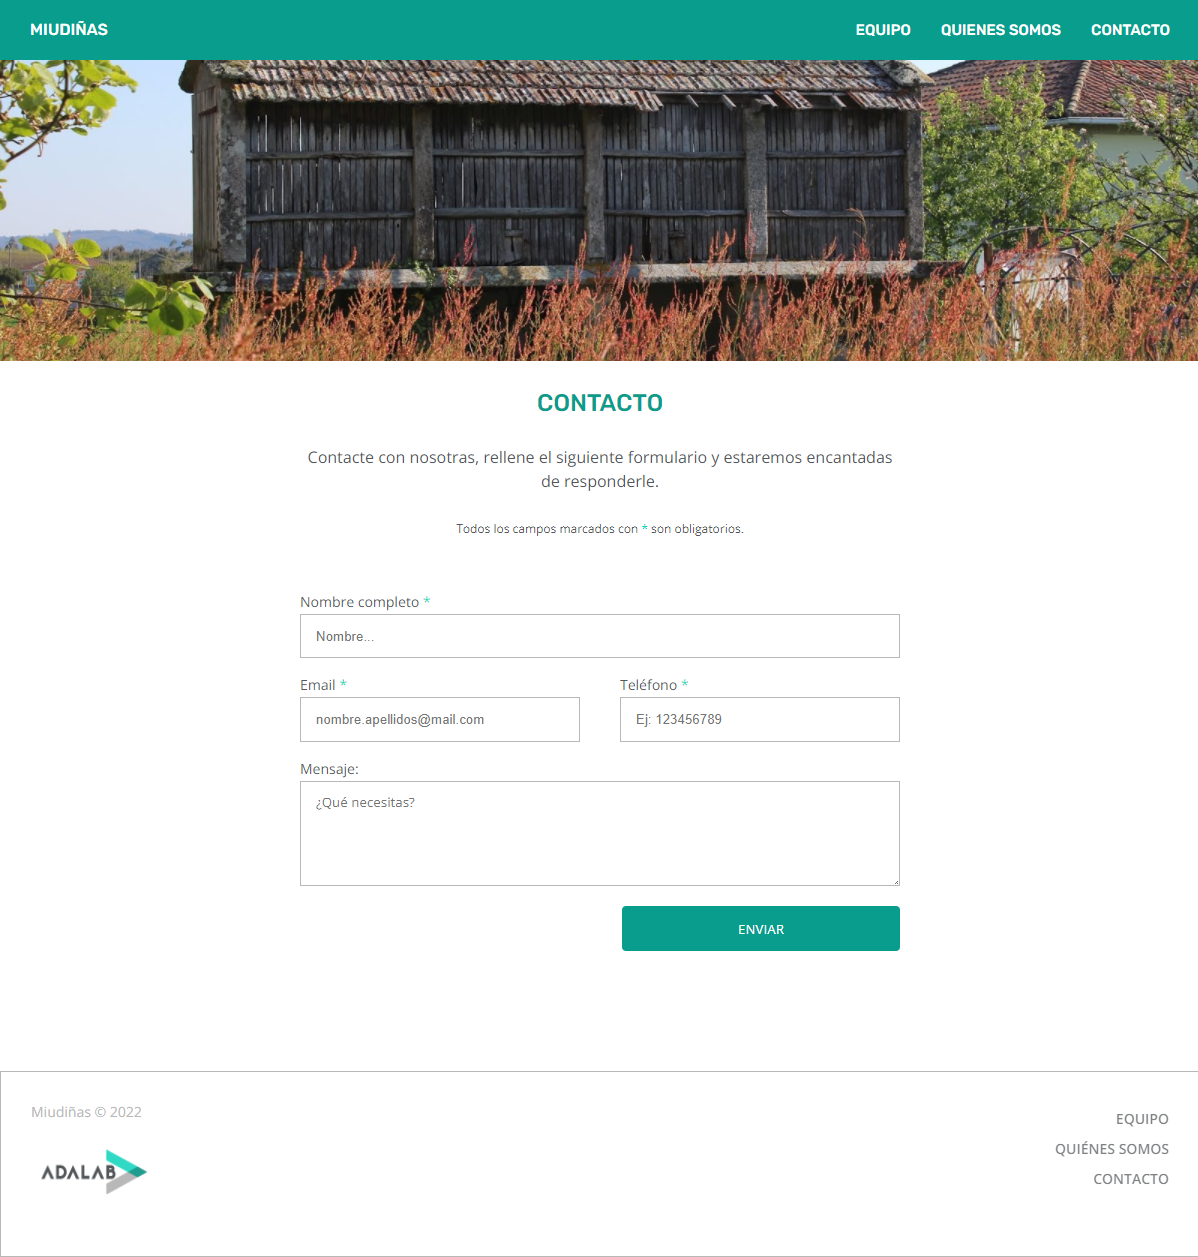 MIUDIÑAS
EQUIPO QUIENES SOMOS CONTACTO
CONTACTO
Contacte con nosotras, rellene el siguiente formulario y estaremos encantadas
de responderle.
Todos los campos marcados con * son obligatorios.
Nombre completo *
Nombre...
Email *
nombre.apellidos@mail.com
Teléfono *
Ej: 123456789
Mensaje:
¿Qué necesitas?
ENVIAR
Miudiñas © 2022
ADALAB
EQUIPO
QUIÉNES SOMOS
CONTACTO